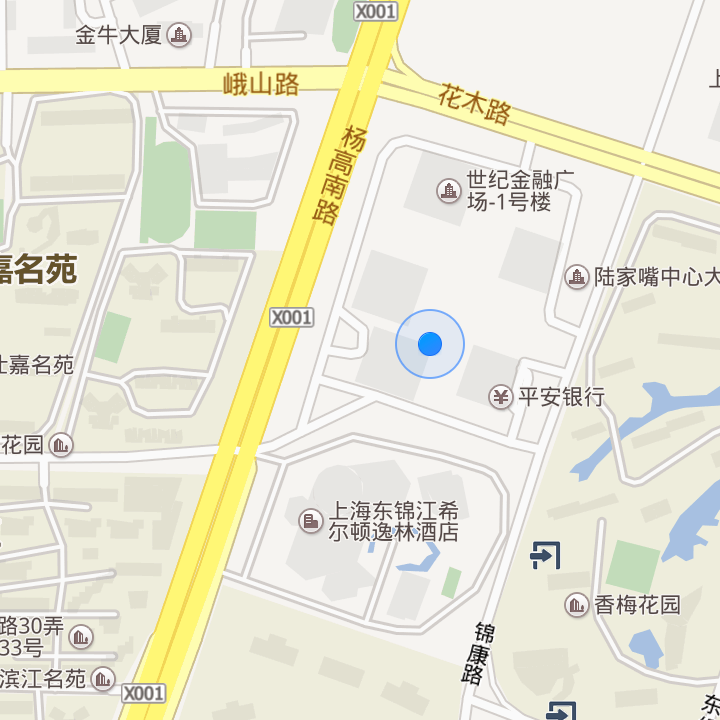 X001
金牛大厦
峨山路
花木路
上
杨高南路
世纪金融广
场-1号楼
嘉名苑
陆家嘴中心大
X001
仕嘉名苑
平安银行
花园
上海东锦江希
尔顿逸林酒店
香梅花园
路30弄
33号
锦康路
滨江名苑
X001
东